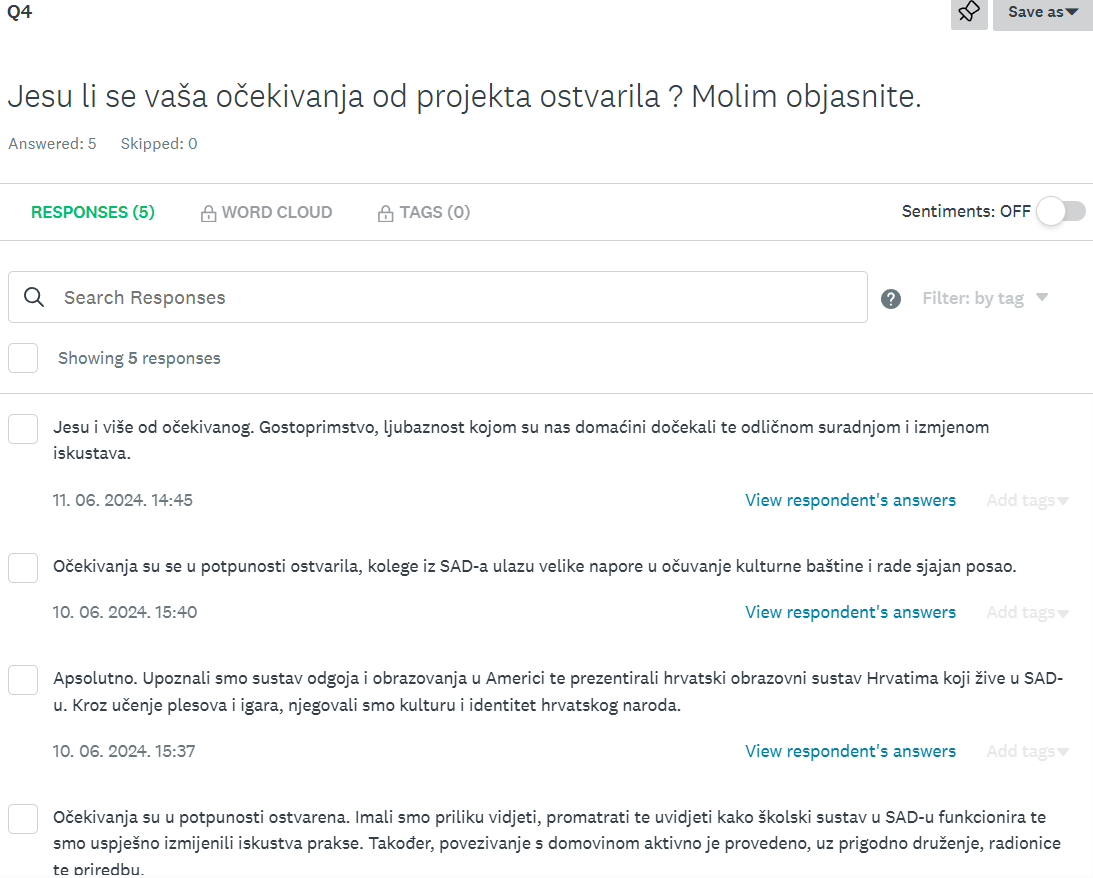 Q4
Save as
Jesu li se vaša očekivanja od projekta ostvarila ? Molim objasnite.
Answered: 5 Skipped: 0
RESPONSES (5) WORD CLOUD TAGS (0) Sentiments: OFF
Search Responses
? Filter: by tag
Showing 5 responses
Jesu i više od očekivanog. Gostoprimstvo, ljubaznost kojom su nas domaćini dočekali te odličnom suradnjom i izmjenom
iskustava.
11. 06. 2024. 14:45 View respondent's answers Add tags
Očekivanja su se u potpunosti ostvarila, kolege iz SAD-a ulazu velike napore u očuvanje kulturne baštine i rade sjajan posao.
10. 06. 2024. 15:40 View respondent's answers Add tags
Apsolutno. Upoznali smo sustav odgoja i obrazovanja u Americi te prezentirali hrvatski obrazovni sustav Hrvatima koji žive u SAD-
u. Kroz učenje plesova i igara, njegovali smo kulturu i identitet hrvatskog naroda.
10. 06. 2024. 15:37 View respondent's answers Add tags
Očekivanja su u potpunosti ostvarena. Imali smo priliku vidjeti, promatrati te uvidjeti kako školski sustav u SAD-u funkcionira te
smo uspješno izmijenili iskustva prakse. Također, povezivanje s domovinom aktivno je provedeno, uz prigodno druženje, radionice
te priredbu.